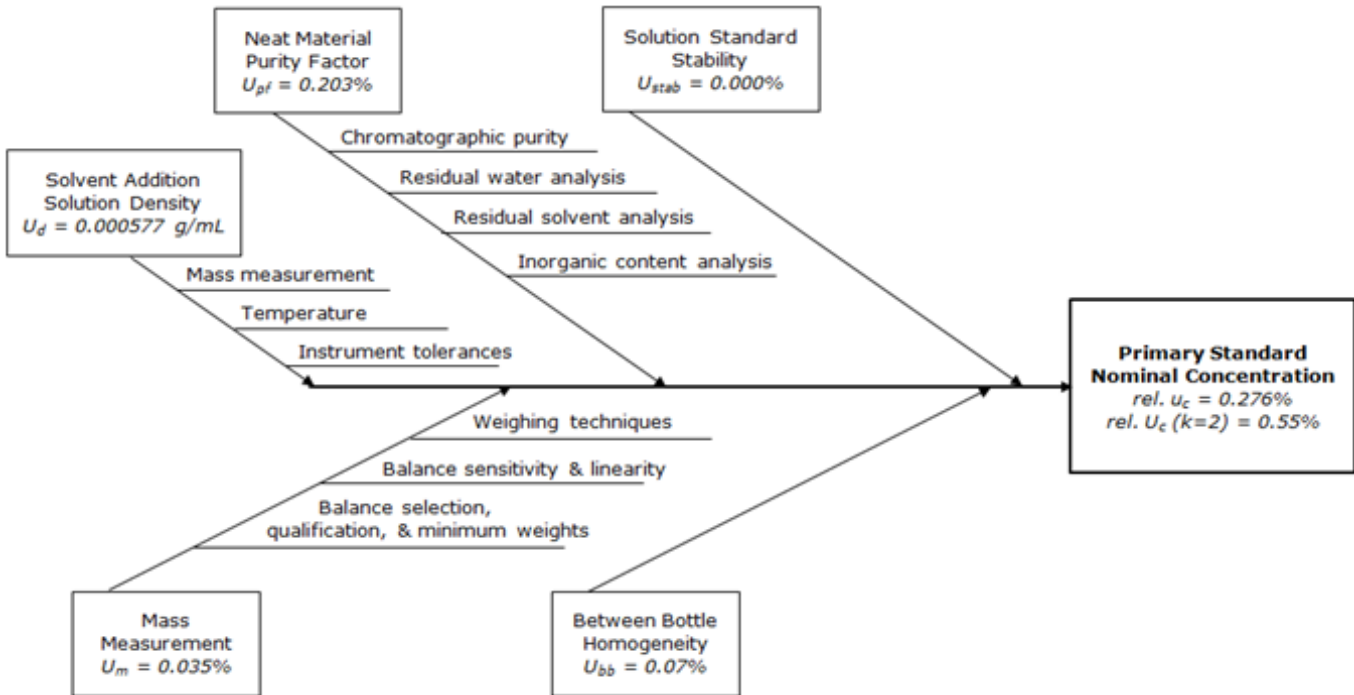 Neat Material
Purity Factor
U_pf = 0.203%
Solution Standard
Stability
U_stab = 0.000%
Solvent Addition
Solution Density
U_d = 0.000577 g/mL
Chromatographic purity
Residual water analysis
Residual solvent analysis
Inorganic content analysis
Mass measurement
Temperature
Instrument tolerances
Primary Standard
Nominal Concentration
rel. u_c = 0.276%
rel. U_c (k=2) = 0.55%
Weighing techniques
Balance sensitivity & linearity
Balance selection,
qualification, & minimum weights
Mass
Measurement
U_m = 0.035%
Between Bottle
Homogeneity
U_bb = 0.07%